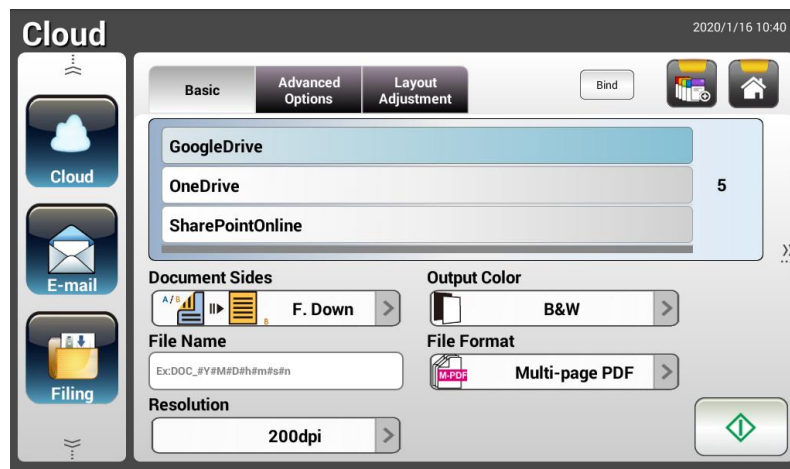 Cloud
2020/1/16 10:40
Basic
Advanced
Options
Layout
Adjustment
Bind
Cloud
E-mail
Filing
GoogleDrive
OneDrive
SharePointOnline
5
Document Sides
A/B
B
F. Down
Output Color
B&W
File Name
Ex:DOC_#Y#M#D#h#m#s#n
File Format
M-PDF
Multi-page PDF
Resolution
200dpi